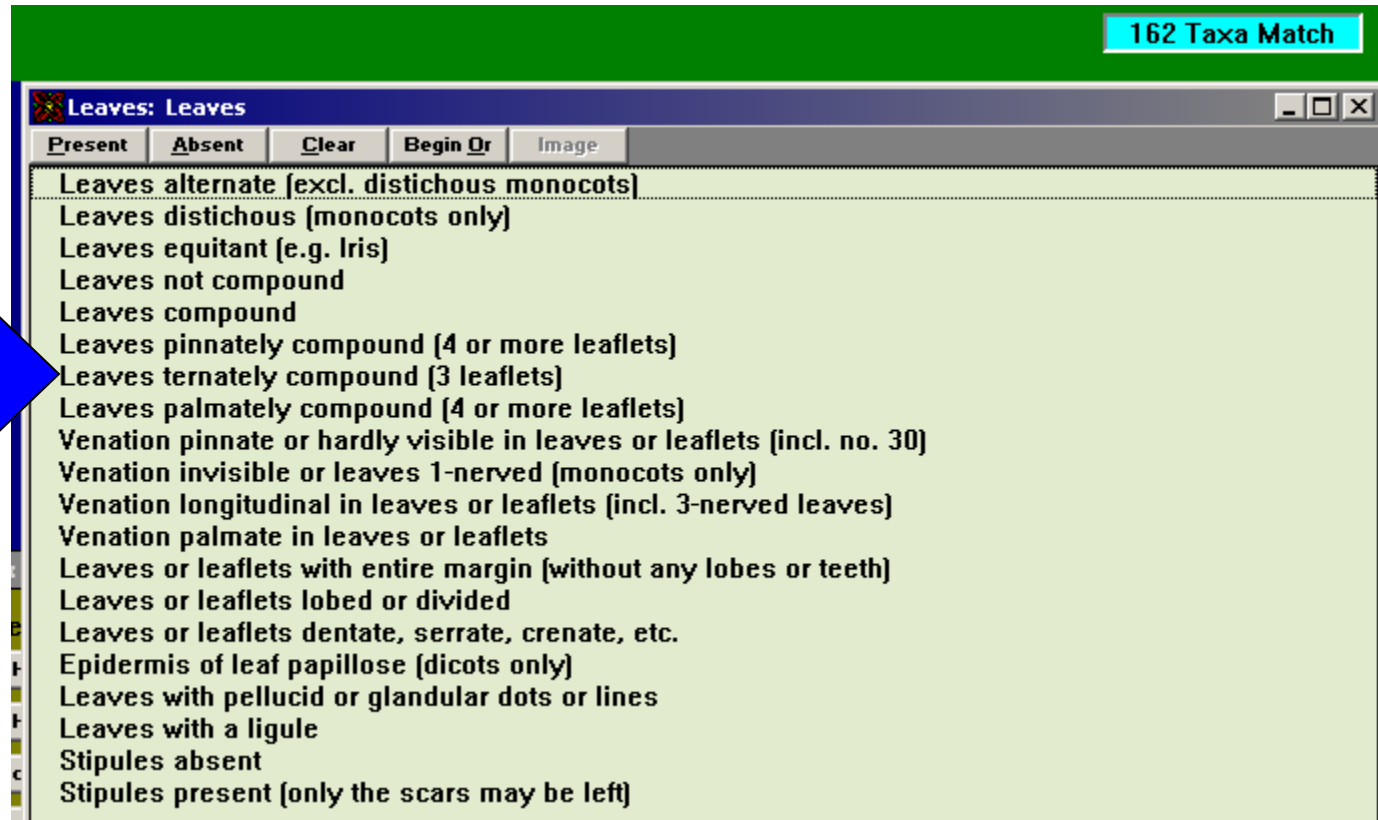 162 Taxa Match
Leaves: Leaves
Present Absent Clear Begin Or Image
Leaves alternate (excl. distichous monocots)
Leaves distichous (monocots only)
Leaves equitant (e.g. Iris)
Leaves not compound
Leaves compound
Leaves pinnately compound (4 or more leaflets)
Leaves ternately compound (3 leaflets)
Leaves palmately compound (4 or more leaflets)
Venation pinnate or hardly visible in leaves or leaflets (incl. no. 30)
Venation invisible or leaves 1-nerved (monocots only)
Venation longitudinal in leaves or leaflets (incl. 3-nerved leaves)
Venation palmate in leaves or leaflets
Leaves or leaflets with entire margin (without any lobes or teeth)
Leaves or leaflets lobed or divided
Leaves or leaflets dentate, serrate, crenate, etc.
Epidermis of leaf papillose (dicots only)
Leaves with pellucid or glandular dots or lines
Leaves with a ligule
Stipules absent
Stipules present (only the scars may be left)